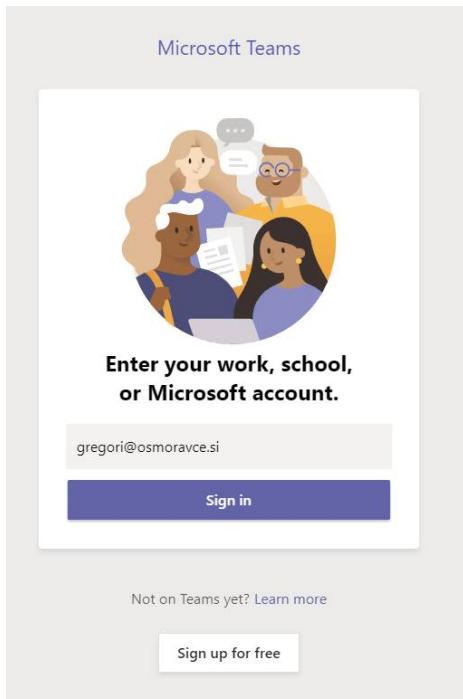 Microsoft Teams
Enter your work, school,
or Microsoft account.
gregori@osmoravce.si
Sign in
Not on Teams yet? Learn more
Sign up for free